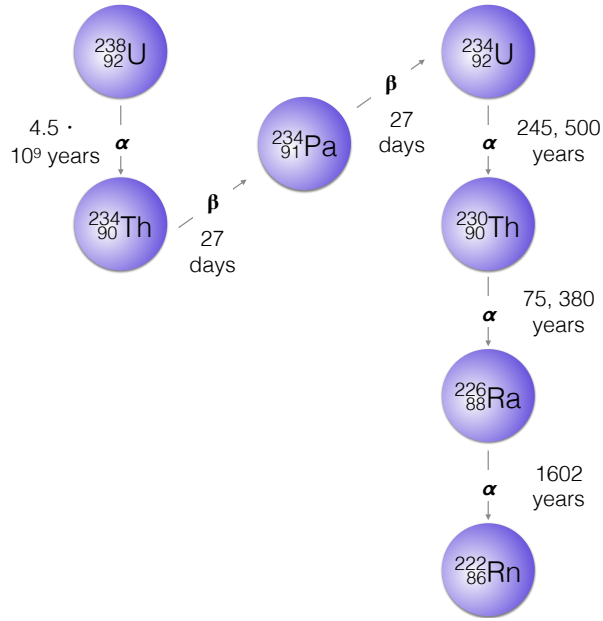 238
92U
234
92U
β
4.5 ·
10⁹ years
α
234
91Pa
27
days
α
245, 500
years
234
90Th
β
27
days
230
90Th
α
75, 380
years
226
88Ra
α
1602
years
222
86Rn